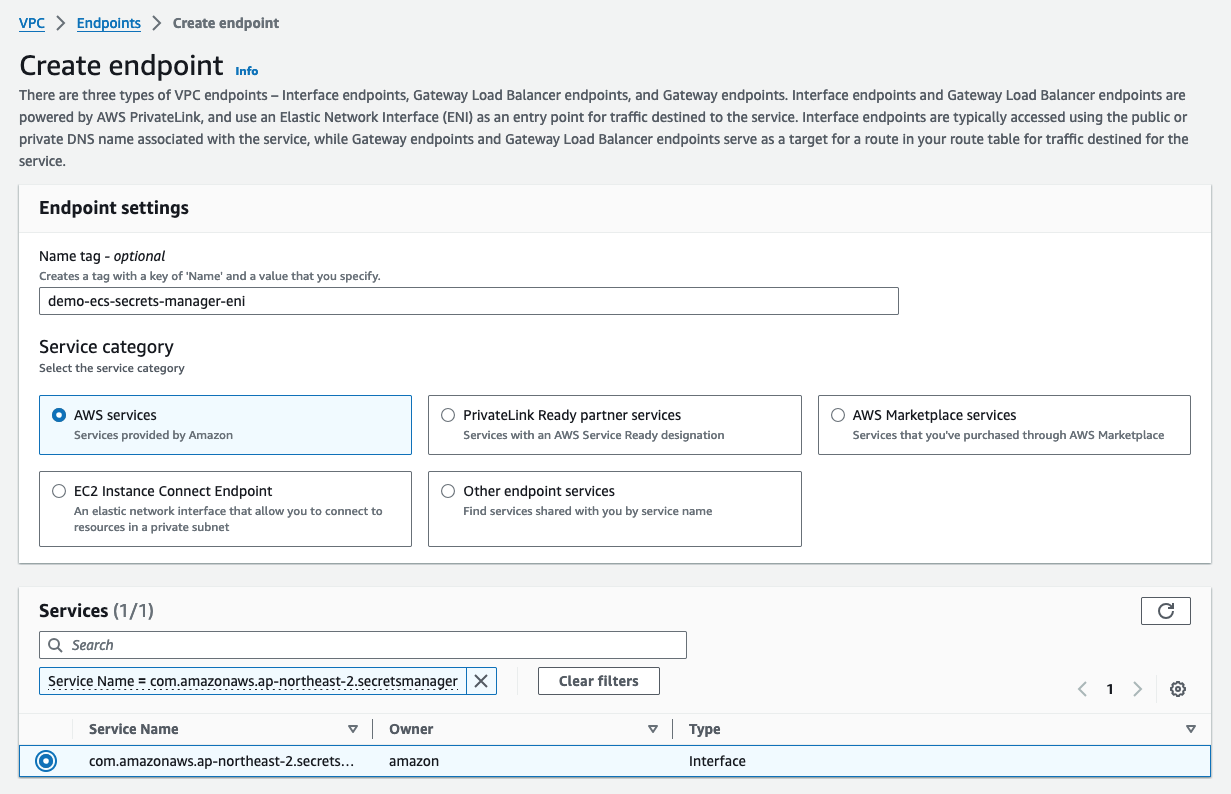 VPC > Endpoints > Create endpoint
Create endpoint Info
There are three types of VPC endpoints – Interface endpoints, Gateway Load Balancer endpoints, and Gateway endpoints. Interface endpoints and Gateway Load Balancer endpoints are
powered by AWS PrivateLink, and use an Elastic Network Interface (ENI) as an entry point for traffic destined to the service. Interface endpoints are typically accessed using the public or
private DNS name associated with the service, while Gateway endpoints and Gateway Load Balancer endpoints serve as a target for a route in your route table for traffic destined for the
service.
Endpoint settings
Name tag - optional
Creates a tag with a key of 'Name' and a value that you specify.
demo-ecs-secrets-manager-eni
Service category
Select the service category
AWS services
Services provided by Amazon
PrivateLink Ready partner services
Services with an AWS Service Ready designation
AWS Marketplace services
Services that you've purchased through AWS Marketplace
EC2 Instance Connect Endpoint
An elastic network interface that allow you to connect to
resources in a private subnet
Other endpoint services
Find services shared with you by service name
Services (1/1)
Search
Service Name = com.amazonaws.ap-northeast-2.secretsmanager
Clear filters
1
Service Name Owner Type
com.amazonaws.ap-northeast-2.secrets... amazon Interface